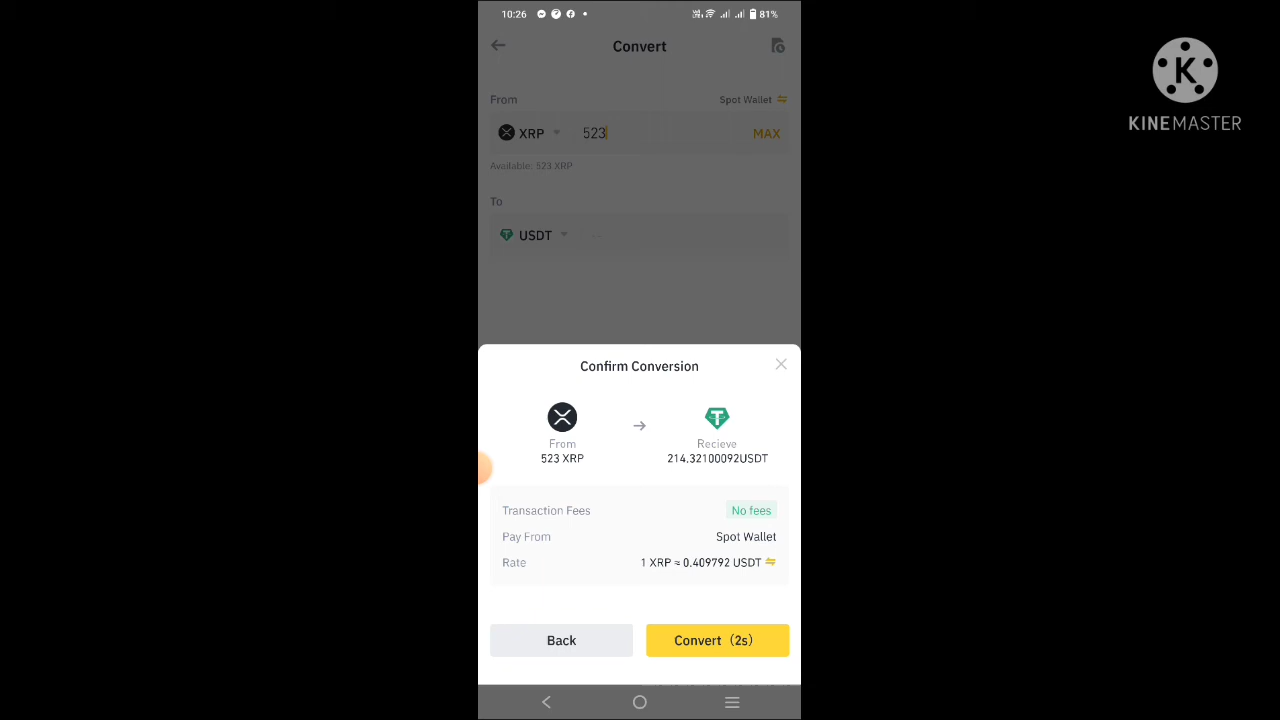 10:26
81%
Convert
From
Spot Wallet
XRP
523
MAX
Available: 523 XRP
To
USDT
--
Confirm Conversion
From
523 XRP
Recieve
214.32100092USDT
Transaction Fees
No fees
Pay From
Spot Wallet
Rate
1 XRP ≈ 0.409792 USDT
Back
Convert（2s）
K
KINEMASTER